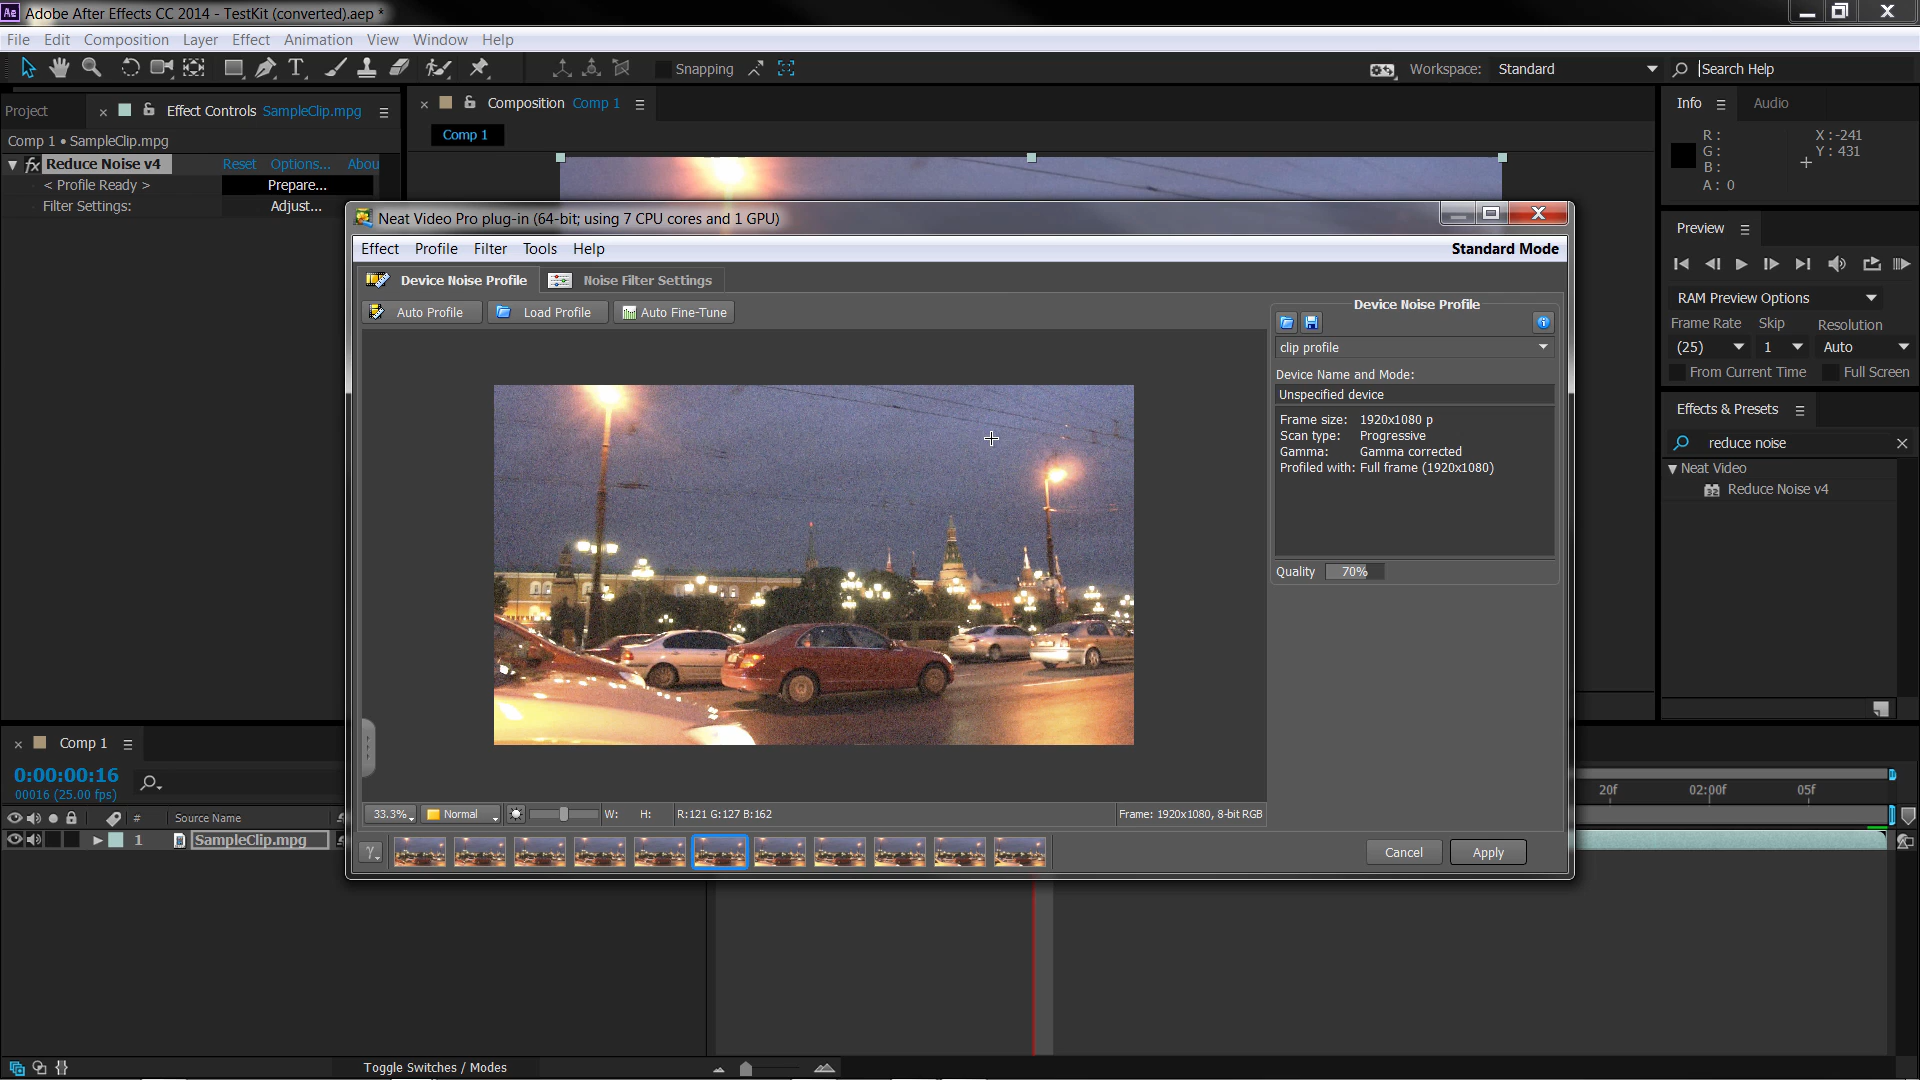 Adobe After Effects CC 2014 - TestKit (converted).aep *
File Edit Composition Layer Effect Animation View Window Help
Snapping
Workspace: Standard
Search Help
Project
Effect Controls SampleClip.mpg
Comp 1 • SampleClip.mpg
Reduce Noise v4 Reset Options... Abou
< Profile Ready > Prepare...
Filter Settings: Adjust...
Composition Comp 1
Comp 1
Info Audio
R :
G :
B :
A : 0
X : -241
Y : 431
Preview
RAM Preview Options
Frame Rate Skip Resolution
(25) 1 Auto
From Current Time Full Screen
Effects & Presets
reduce noise
Neat Video
32 Reduce Noise v4
Neat Video Pro plug-in (64-bit; using 7 CPU cores and 1 GPU)
Effect Profile Filter Tools Help
Standard Mode
Device Noise Profile Noise Filter Settings
Auto Profile Load Profile Auto Fine-Tune
Device Noise Profile
clip profile
Device Name and Mode:
Unspecified device
Frame size: 1920x1080 p
Scan type: Progressive
Gamma: Gamma corrected
Profiled with: Full frame (1920x1080)
Quality 70%
33.3% Normal W: H: R:121 G:127 B:162 Frame: 1920x1080, 8-bit RGB
γ
Cancel Apply
Comp 1
0:00:00:16
00016 (25.00 fps)
# Source Name
1 SampleClip.mpg
20f 02:00f 05f
Toggle Switches / Modes